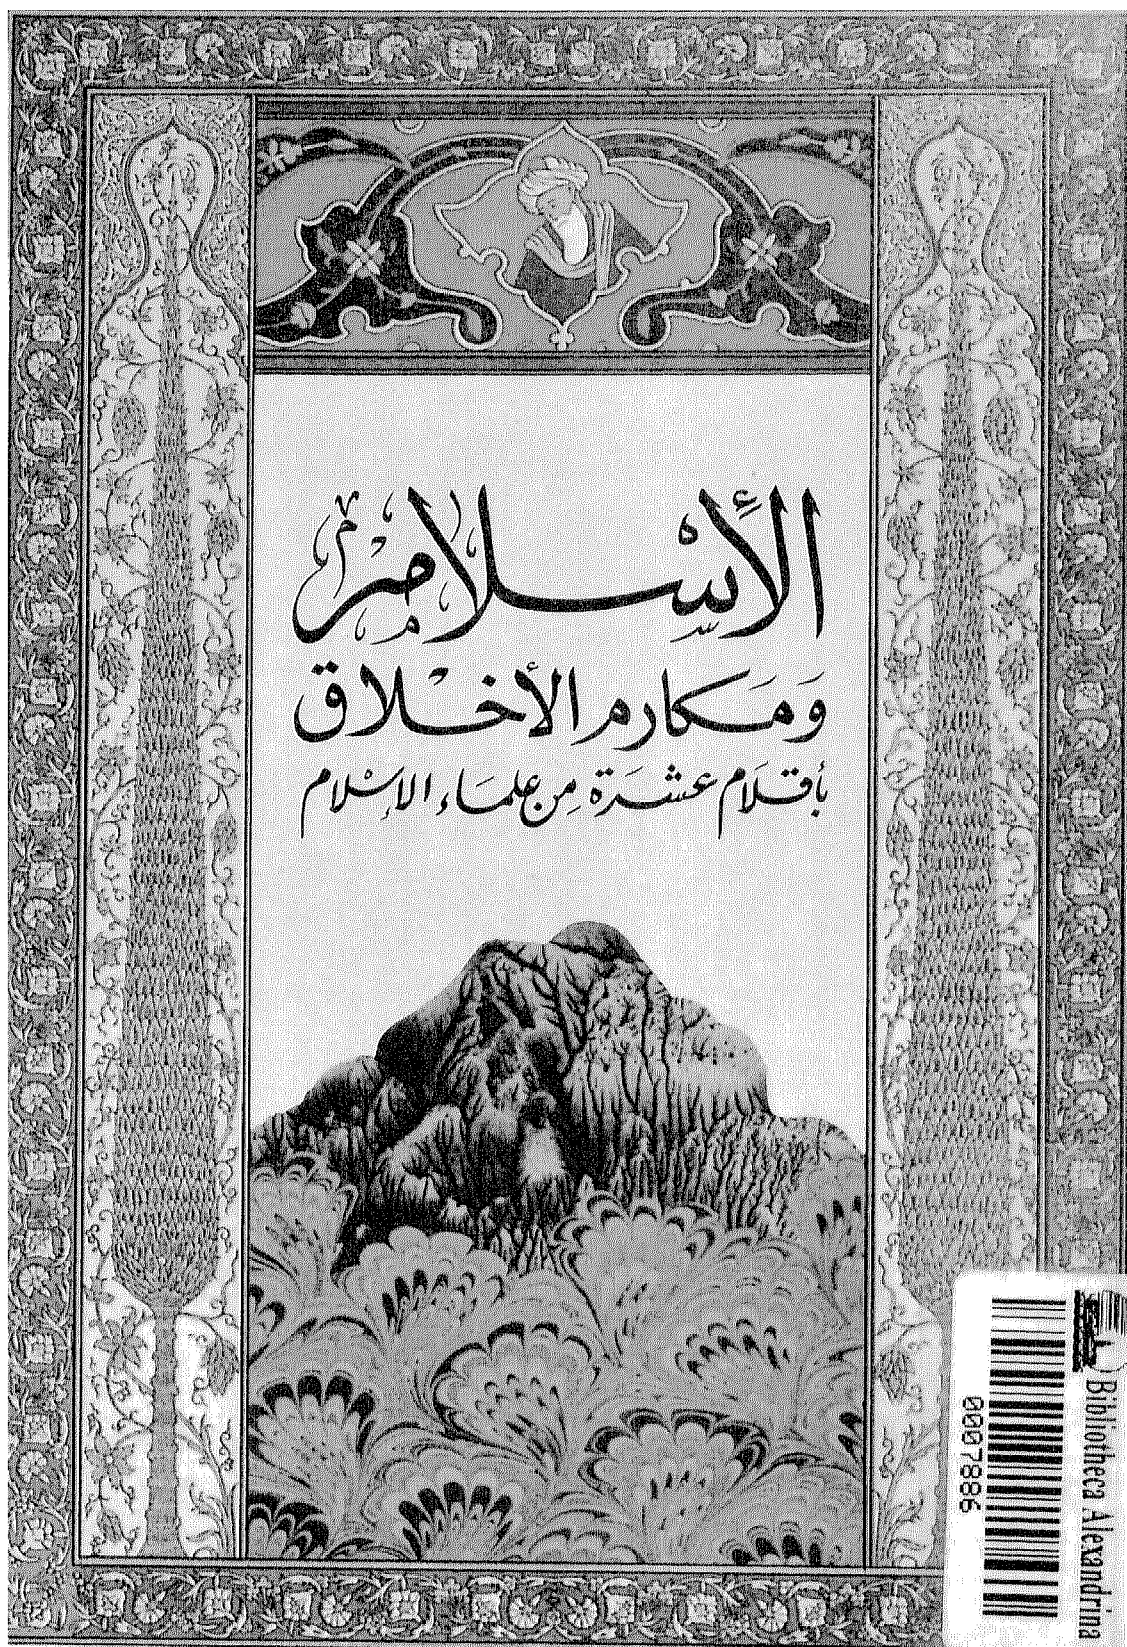 الإسلام
ومكارم الأخلاق
بأقلام عشرة من علماء الإسلام
Bibliotheca Alexandrina
0007886